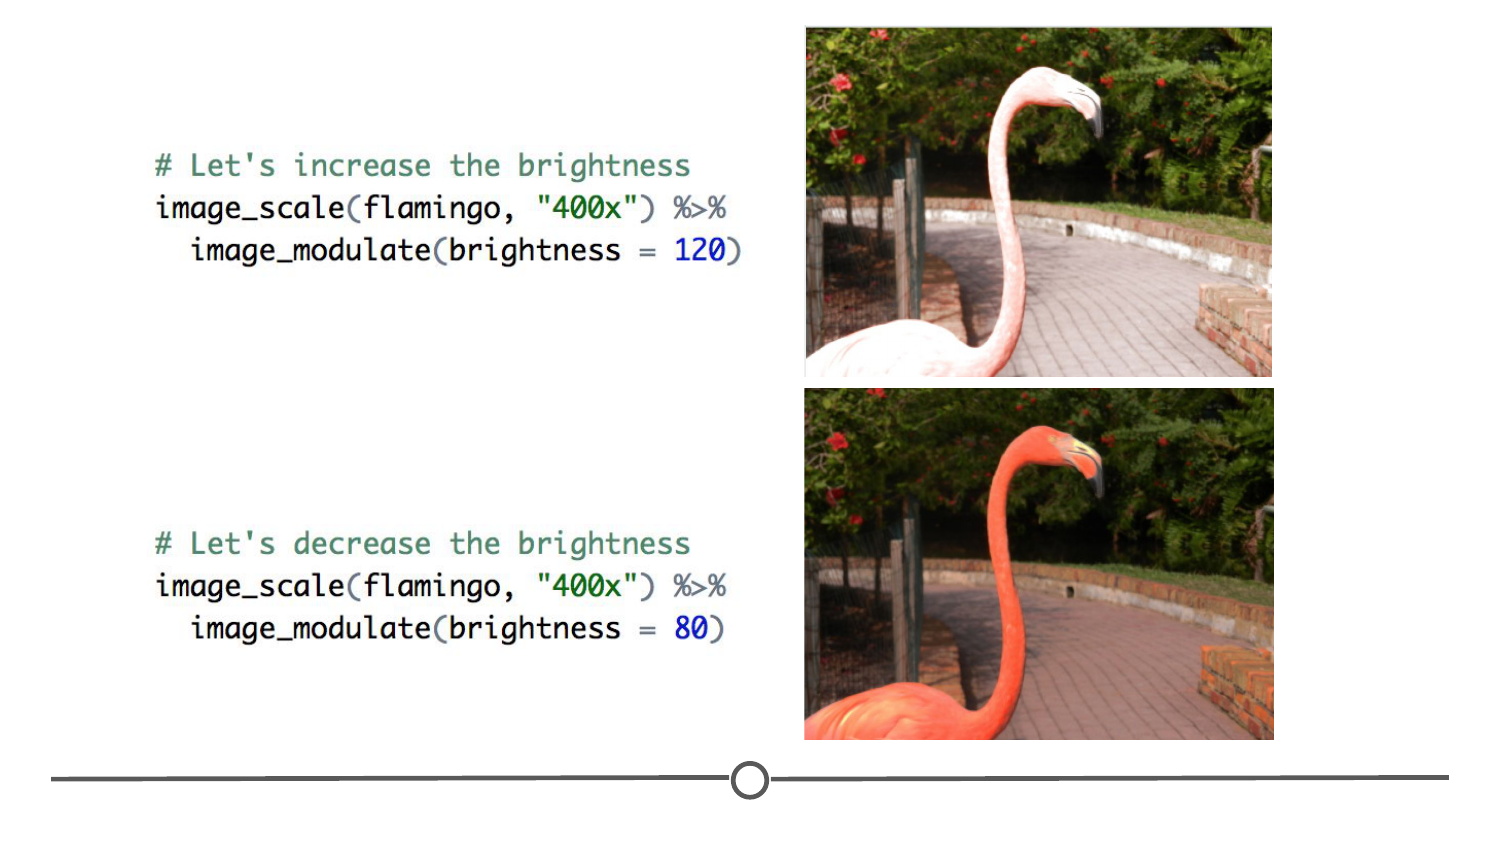 # Let's increase the brightness
image_scale(flamingo, "400x") %>%
  image_modulate(brightness = 120)
# Let's decrease the brightness
image_scale(flamingo, "400x") %>%
  image_modulate(brightness = 80)